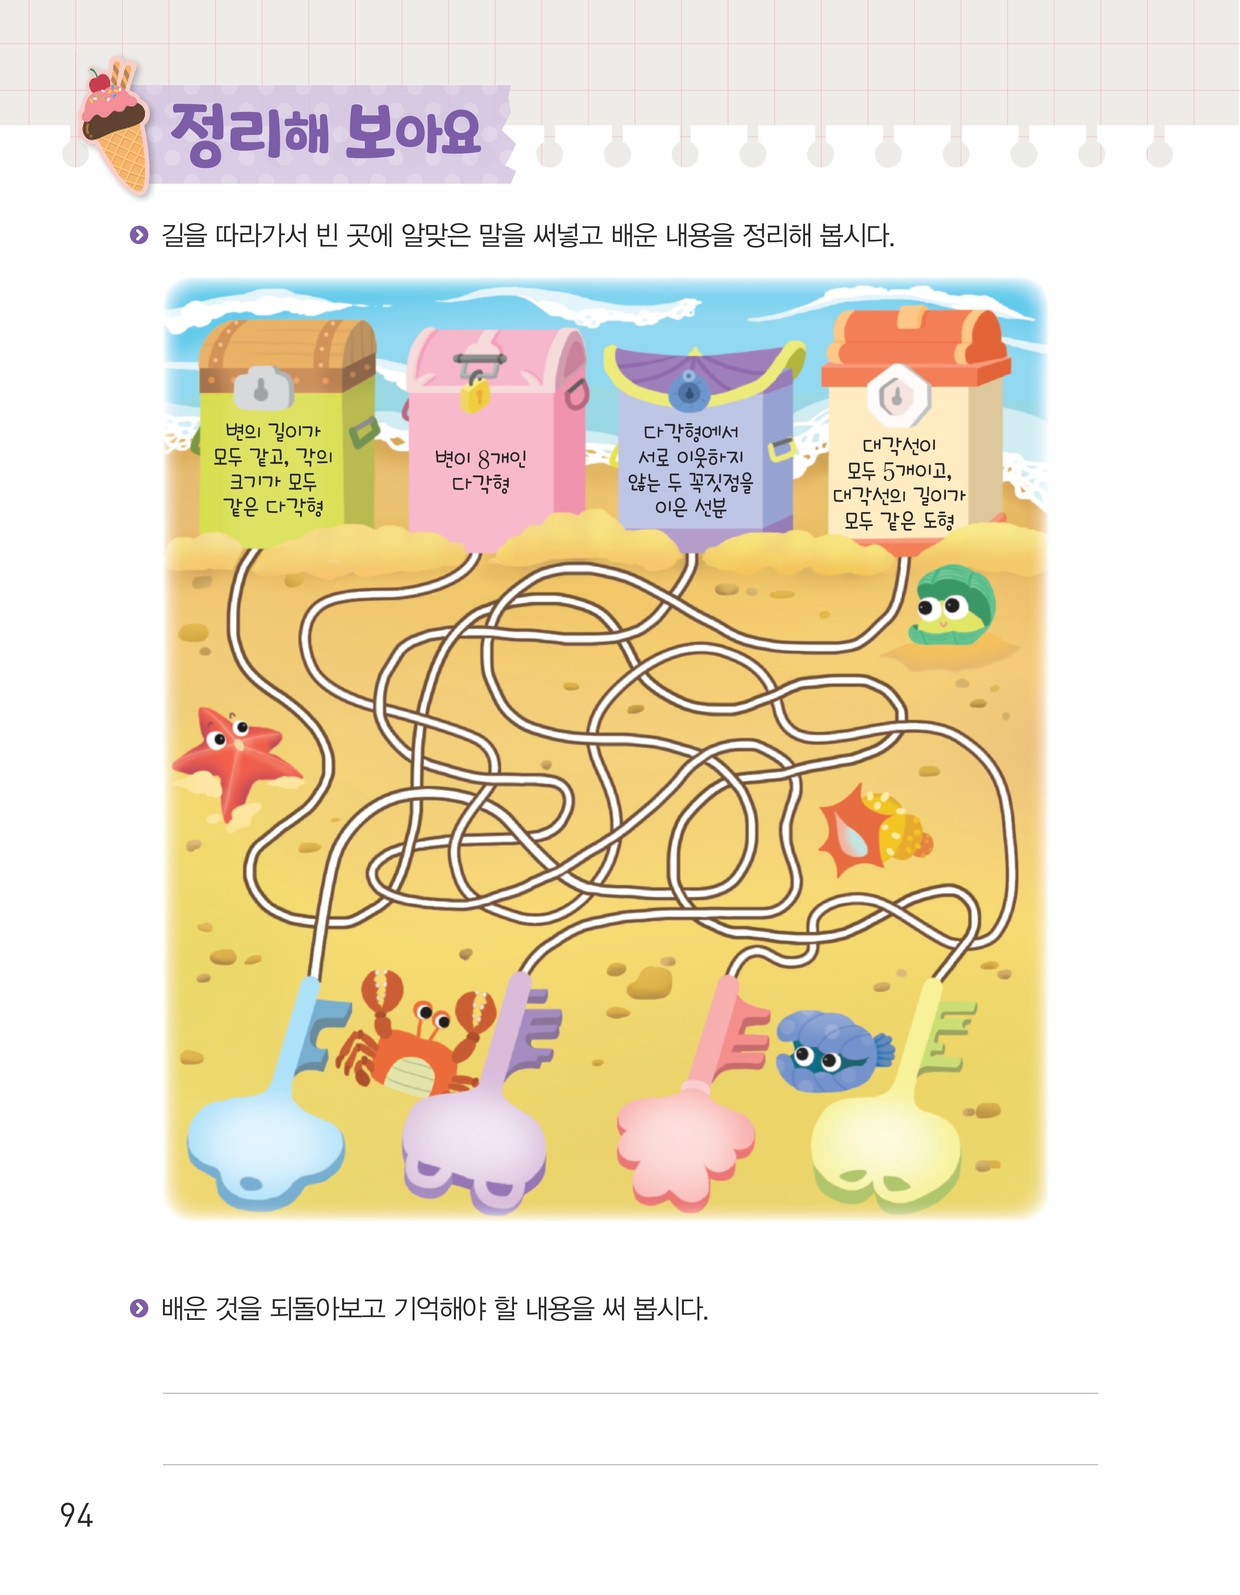 정리해 보아요
길을 따라가서 빈 곳에 알맞은 말을 써넣고 배운 내용을 정리해 봅시다.
변의 길이가
모두 같고, 각의
크기가 모두
같은 다각형
변이 8개인
다각형
다각형에서
서로 이웃하지
않는 두 꼭짓점을
이은 선분
대각선이
모두 5개이고,
대각선의 길이가
모두 같은 도형
배운 것을 되돌아보고 기억해야 할 내용을 써 봅시다.
94